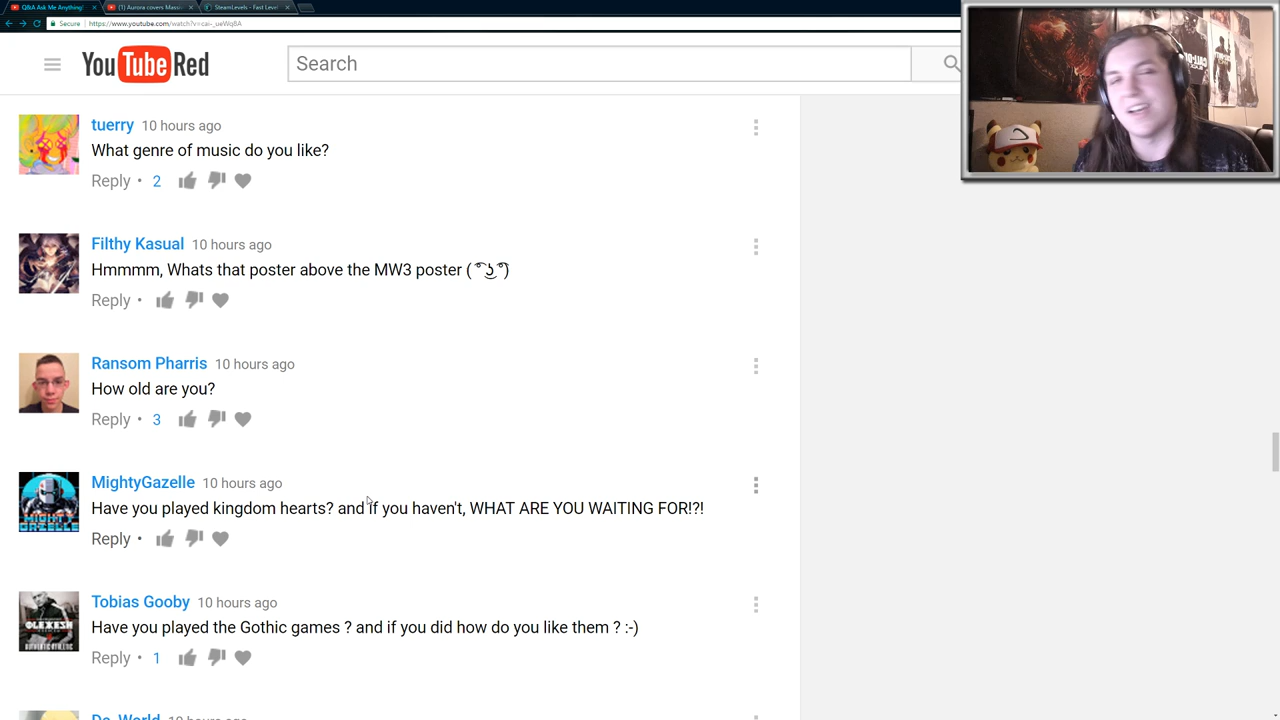 Q&A Ask Me Anything!
(1) Aurora covers Massi
SteamLevels - Fast Level
Secure https://www.youtube.com/watch?v=cai-_ueWq8A
YouTube Red
Search
tuerry 10 hours ago
What genre of music do you like?
Reply • 2
Filthy Kasual 10 hours ago
Hmmmm, Whats that poster above the MW3 poster ( ͡° ͜ʖ ͡°)
Reply •
Ransom Pharris 10 hours ago
How old are you?
Reply • 3
MightyGazelle 10 hours ago
Have you played kingdom hearts? and if you haven't, WHAT ARE YOU WAITING FOR!?!
Reply •
MIGHTY
GAZELLE
Tobias Gooby 10 hours ago
Have you played the Gothic games ? and if you did how do you like them ? :-)
Reply • 1